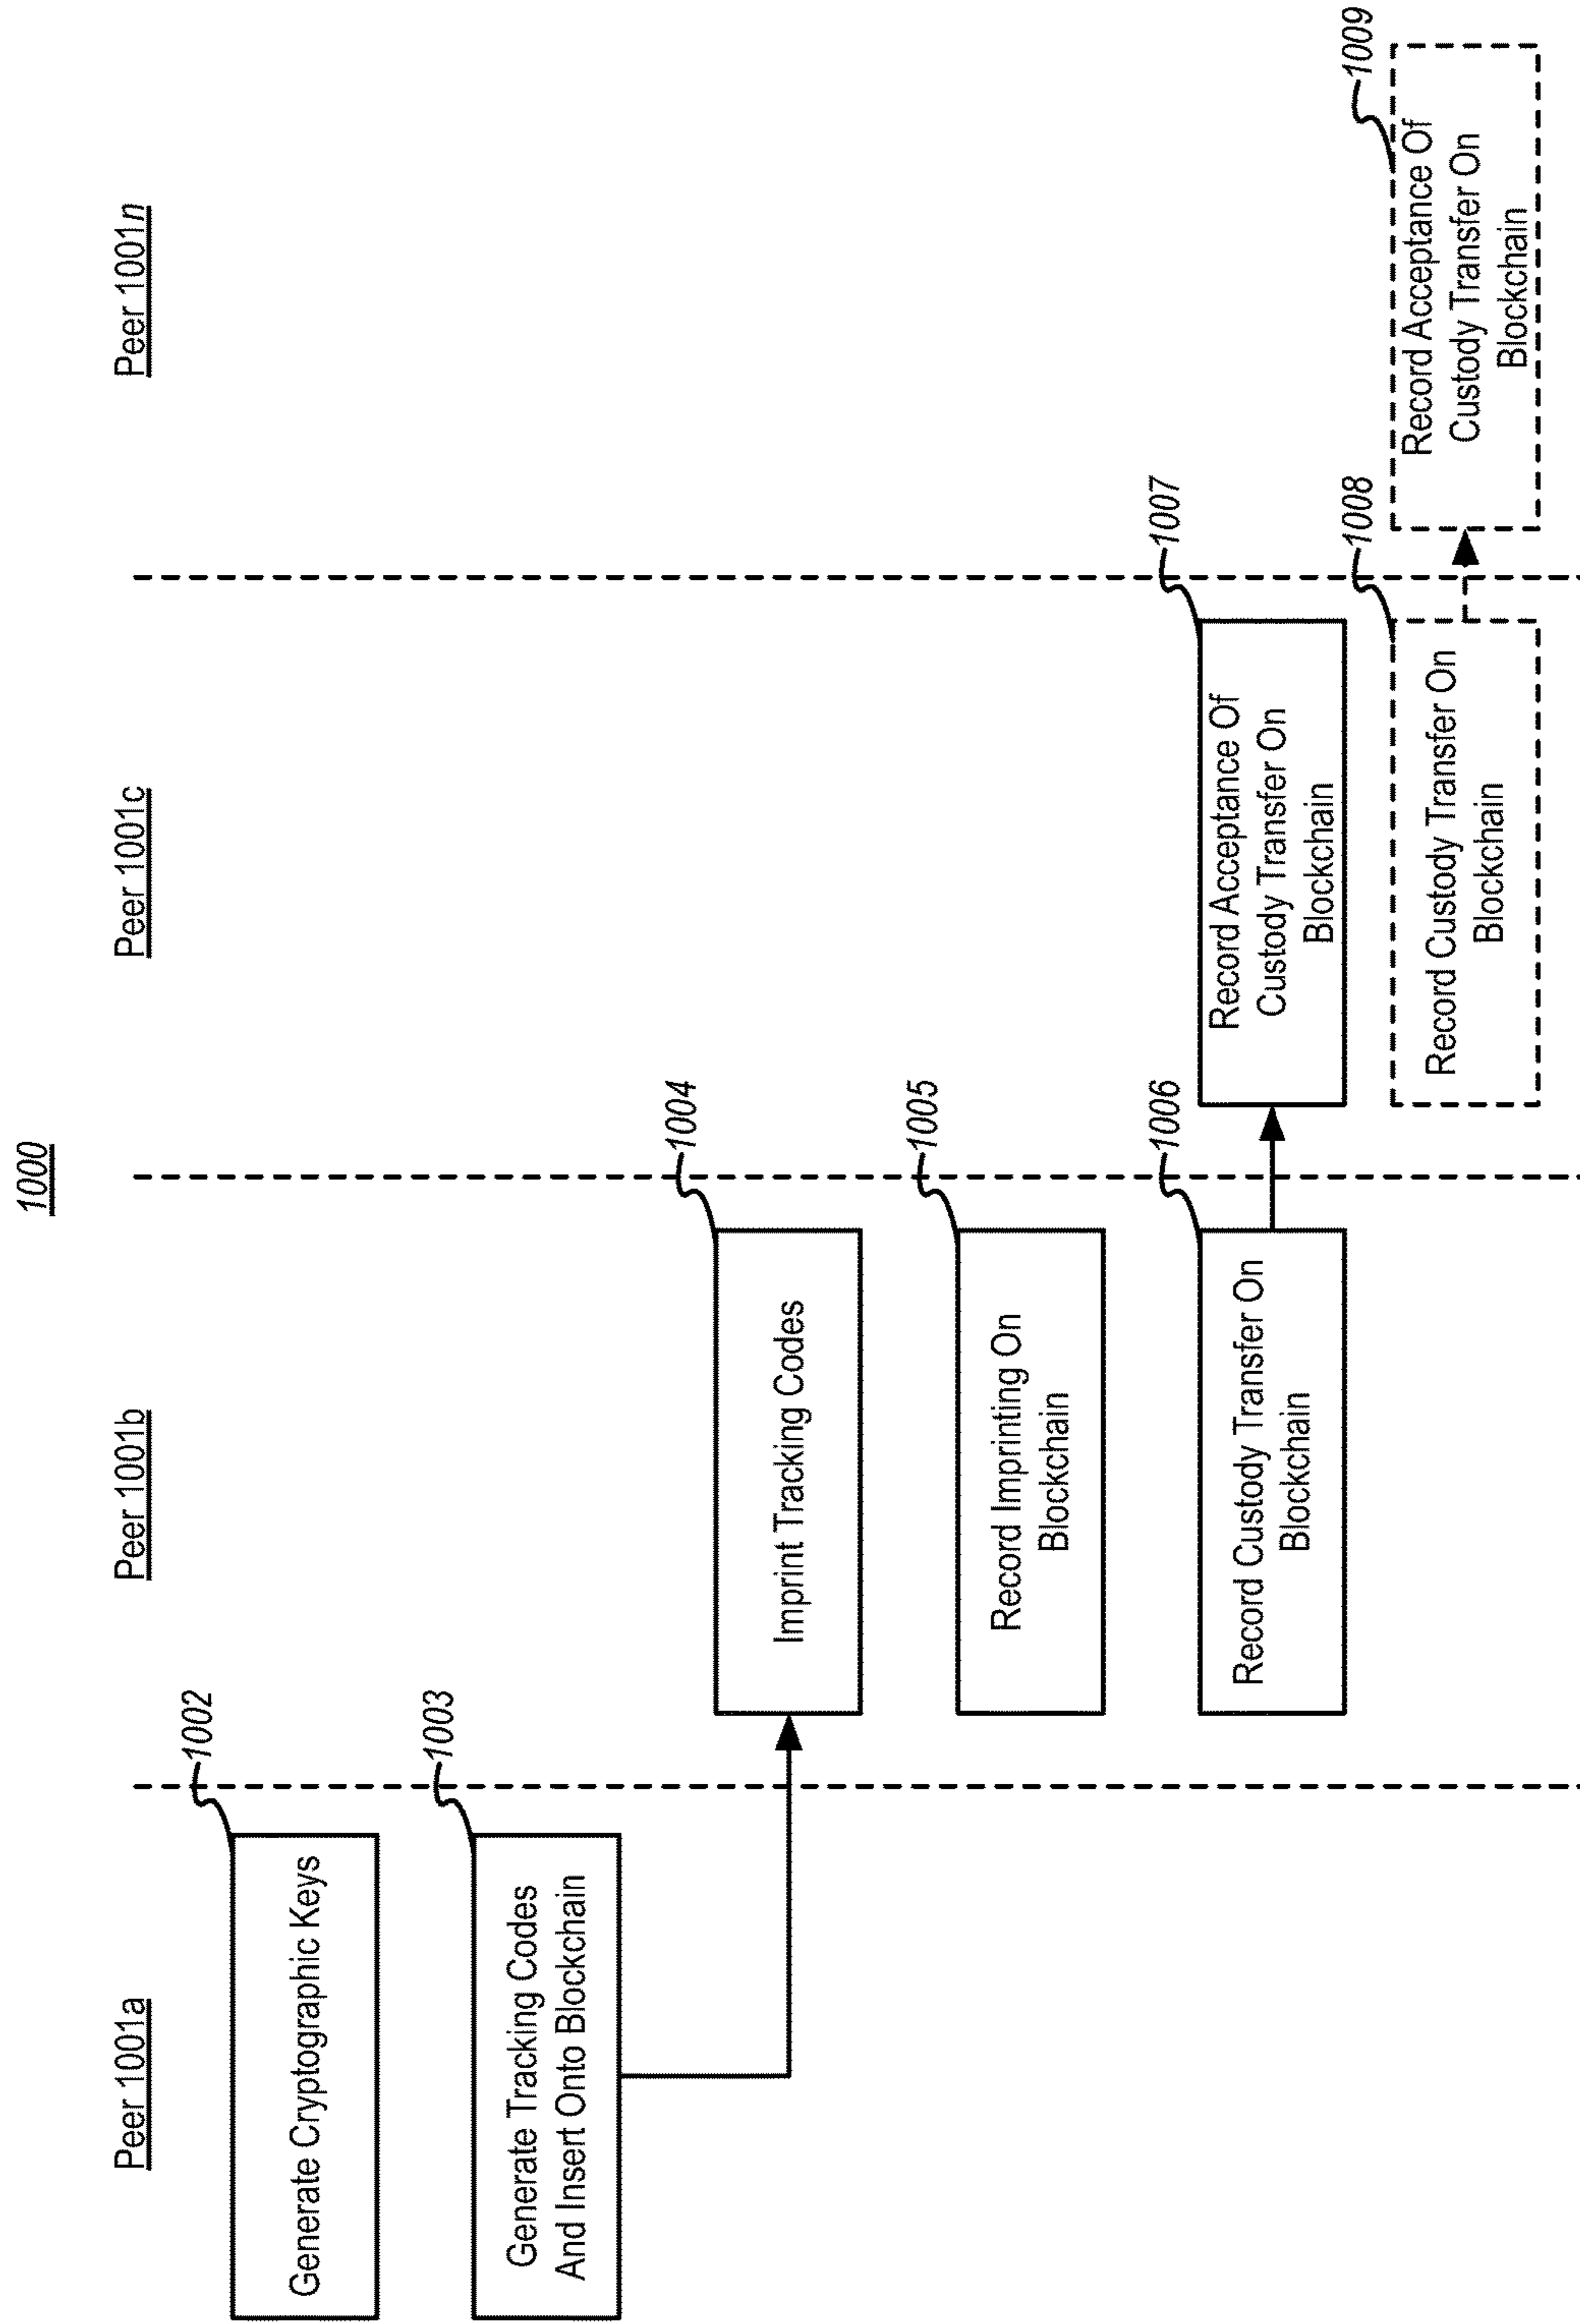 1000
Peer 1001a
Peer 1001b
Peer 1001c
Peer 1001n
1002
Generate Cryptographic Keys
1003
Generate Tracking Codes
And Insert Onto Blockchain
1004
Imprint Tracking Codes
1005
Record Imprinting On
Blockchain
1006
Record Custody Transfer On
Blockchain
1007
Record Acceptance Of
Custody Transfer On
Blockchain
1008
Record Custody Transfer On
Blockchain
1009
Record Acceptance Of
Custody Transfer On
Blockchain